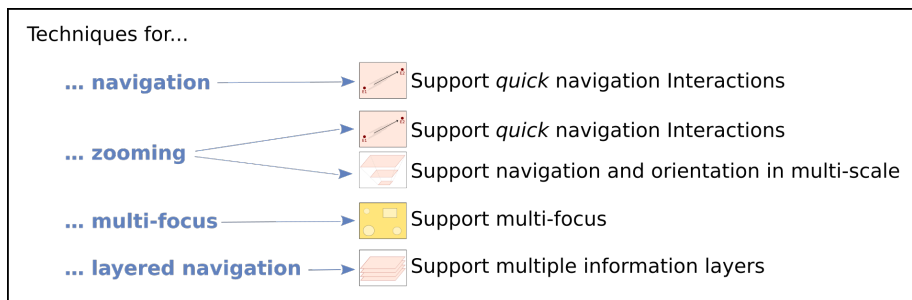 Techniques for...
... navigation
Support quick navigation Interactions
... zooming
Support quick navigation Interactions
Support navigation and orientation in multi-scale
... multi-focus
Support multi-focus
... layered navigation
Support multiple information layers